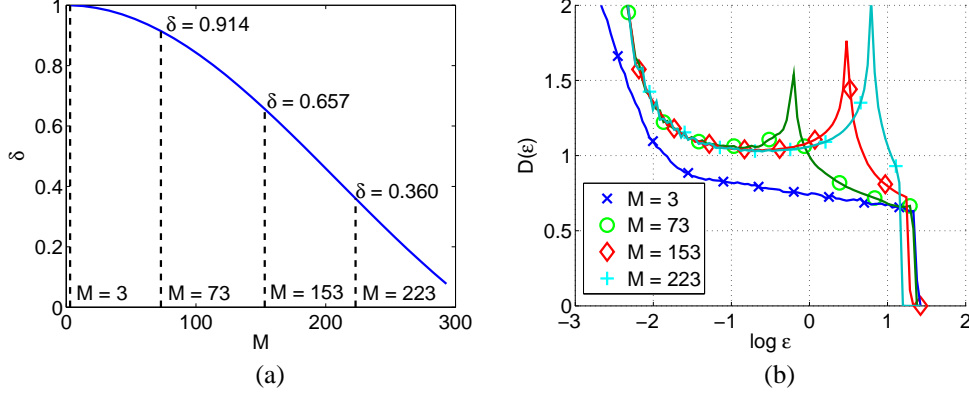 1
0.8
0.6
0.4
0.2
0
δ
δ = 0.914
δ = 0.657
δ = 0.360
M = 3
M = 73
M = 153
M = 223
0
100
200
300
M
(a)
2
1.5
1
0.5
0
D(ε)
M = 3
M = 73
M = 153
M = 223
−3
−2
−1
0
1
2
log ε
(b)